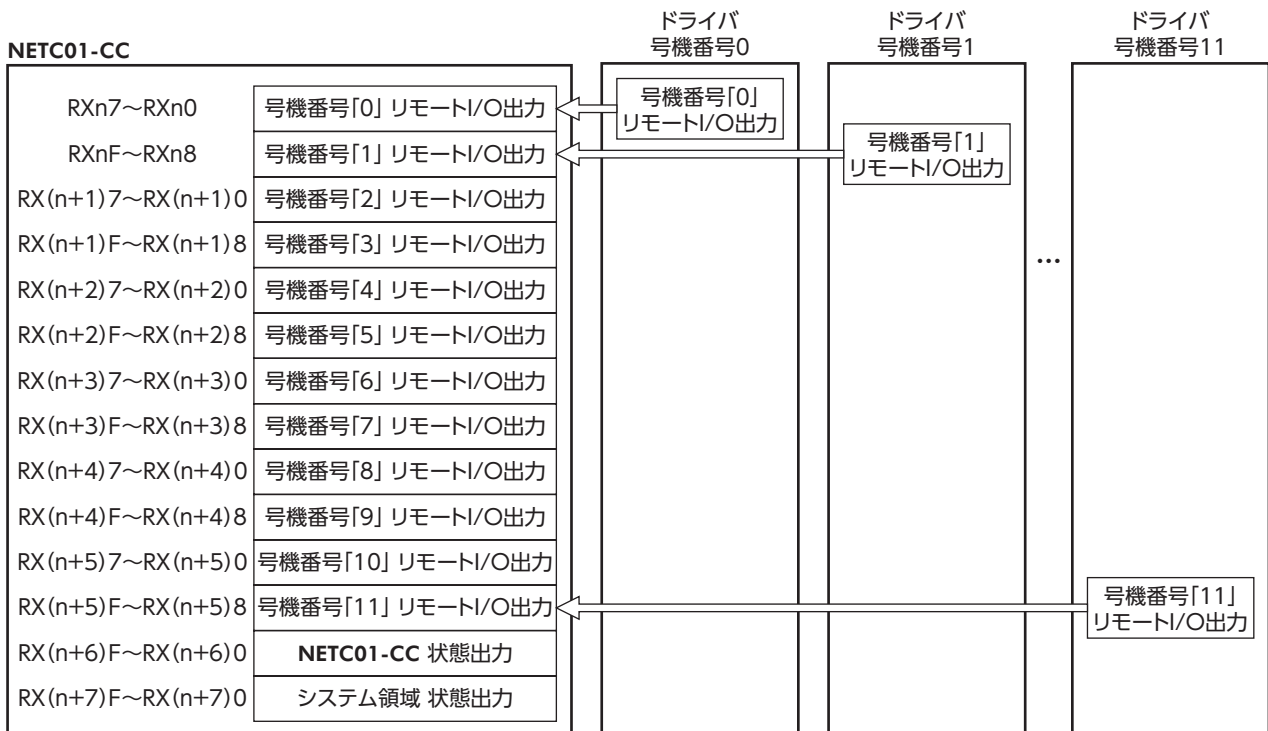 ドライバ
号機番号0
ドライバ
号機番号1
ドライバ
号機番号11
NETC01-CC
RXn7～RXn0
号機番号｢0｣ リモートI/O出力
号機番号｢0｣
リモートI/O出力
RXnF～RXn8
号機番号｢1｣ リモートI/O出力
号機番号｢1｣
リモートI/O出力
RX(n+1)7～RX(n+1)0
号機番号｢2｣ リモートI/O出力
RX(n+1)F～RX(n+1)8
号機番号｢3｣ リモートI/O出力
…
RX(n+2)7～RX(n+2)0
号機番号｢4｣ リモートI/O出力
RX(n+2)F～RX(n+2)8
号機番号｢5｣ リモートI/O出力
RX(n+3)7～RX(n+3)0
号機番号｢6｣ リモートI/O出力
RX(n+3)F～RX(n+3)8
号機番号｢7｣ リモートI/O出力
RX(n+4)7～RX(n+4)0
号機番号｢8｣ リモートI/O出力
RX(n+4)F～RX(n+4)8
号機番号｢9｣ リモートI/O出力
RX(n+5)7～RX(n+5)0
号機番号｢10｣ リモートI/O出力
RX(n+5)F～RX(n+5)8
号機番号｢11｣ リモートI/O出力
号機番号｢11｣
リモートI/O出力
RX(n+6)F～RX(n+6)0
NETC01-CC 状態出力
RX(n+7)F～RX(n+7)0
システム領域 状態出力